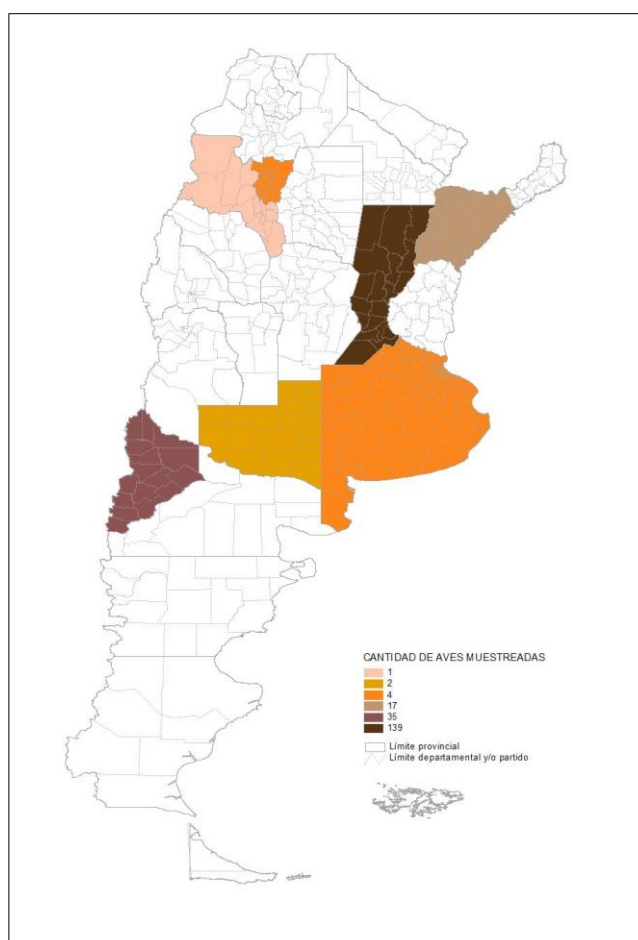 CANTIDAD DE AVES MUESTREADAS
1
2
4
17
35
139
Límite provincial
Límite departamental y/o partido